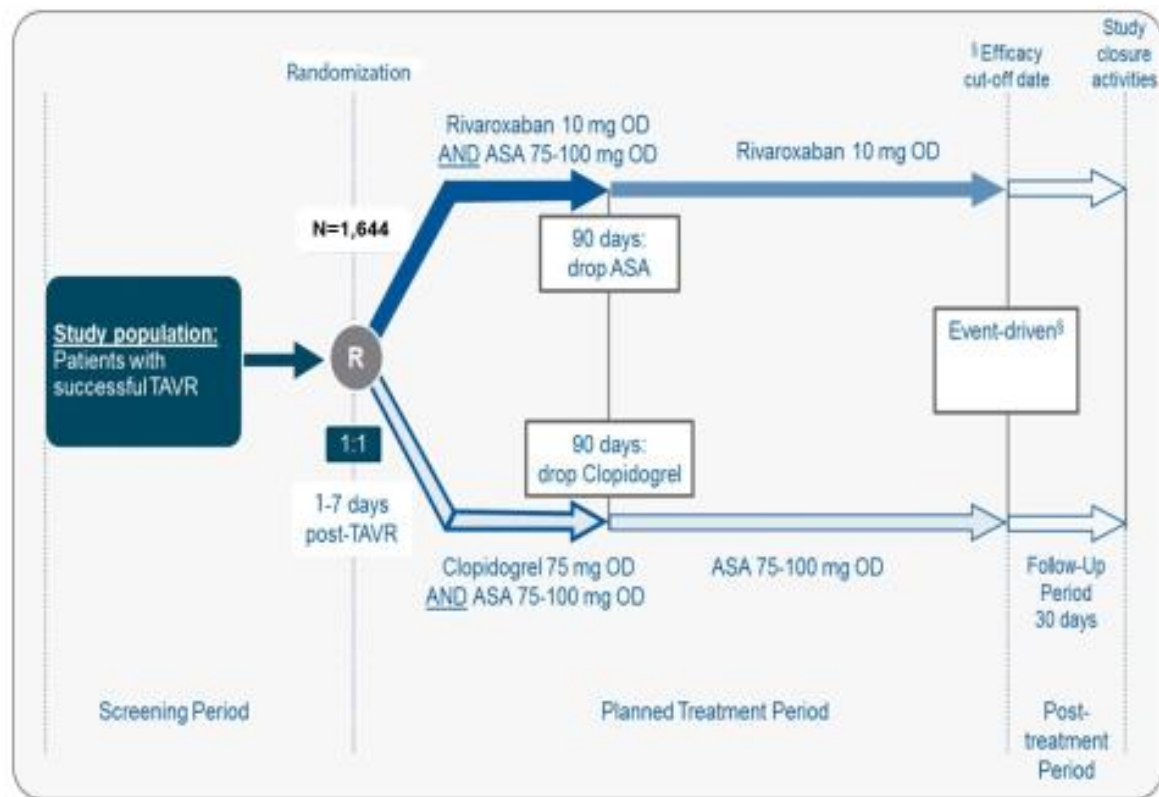 Randomization
§ Efficacy
cut-off date
Study
closure
activities
Rivaroxaban 10 mg OD
AND ASA 75-100 mg OD
Rivaroxaban 10 mg OD
N=1,644
90 days:
drop ASA
Study population:
Patients with
successful TAVR
R
Event-driven§
1:1
90 days:
drop Clopidogrel
1-7 days
post-TAVR
Clopidogrel 75 mg OD
AND ASA 75-100 mg OD
ASA 75-100 mg OD
Follow-Up
Period
30 days
Screening Period
Planned Treatment Period
Post-
treatment
Period